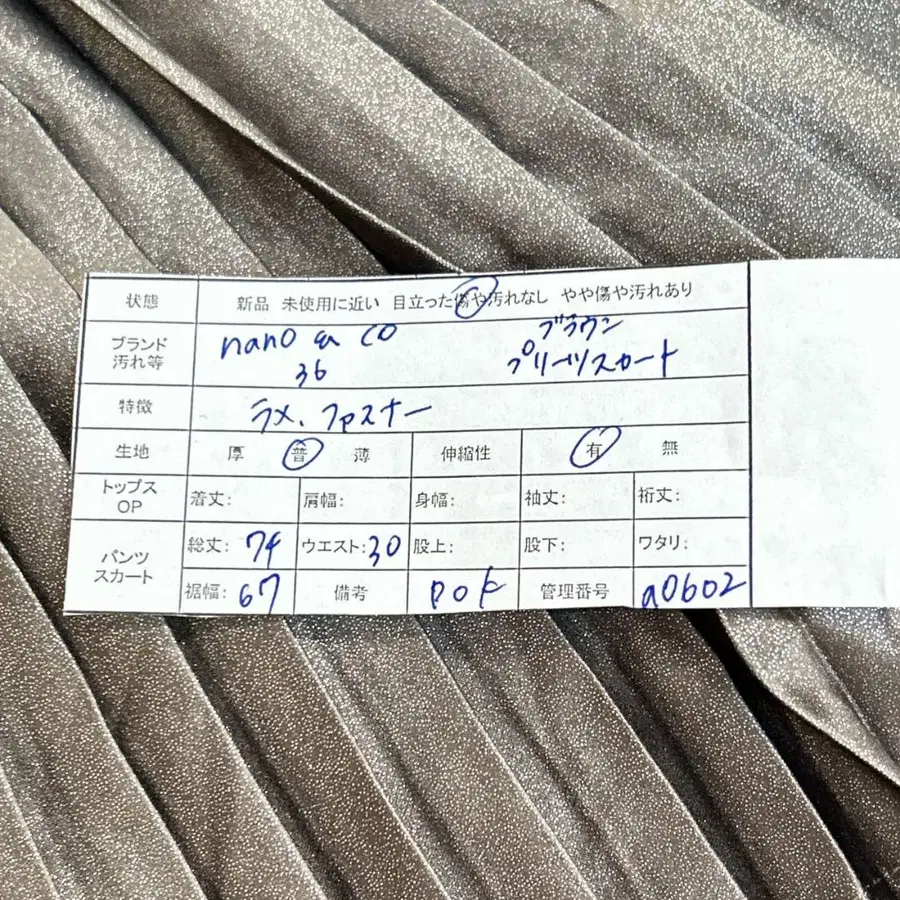 状態 新品 未使用に近い 目立った傷や汚れなし やや傷や汚れあり
ブランド 汚れ等 nano &a co 36 ブラウン プリーツスカート
特徴 ラメ、ファスナー
生地 厚 普 薄 伸縮性 有 無
トップス OP 着丈: 肩幅: 身幅: 袖丈: 裄丈:
パンツ スカート 総丈: 74 ウエスト: 30 股上: 股下: ワタリ:
裾幅: 67 備考 管理番号 a0602